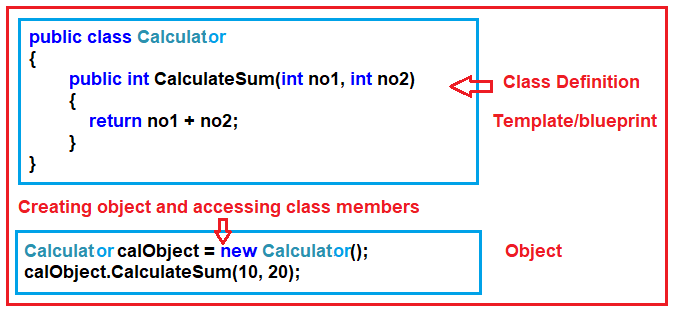 public class Calculator
{
public int CalculateSum(int no1, int no2)
{
return no1 + no2;
}
}
Class Definition
Template/blueprint
Creating object and accessing class members
Calculator calObject = new Calculator();
calObject.CalculateSum(10, 20);
Object